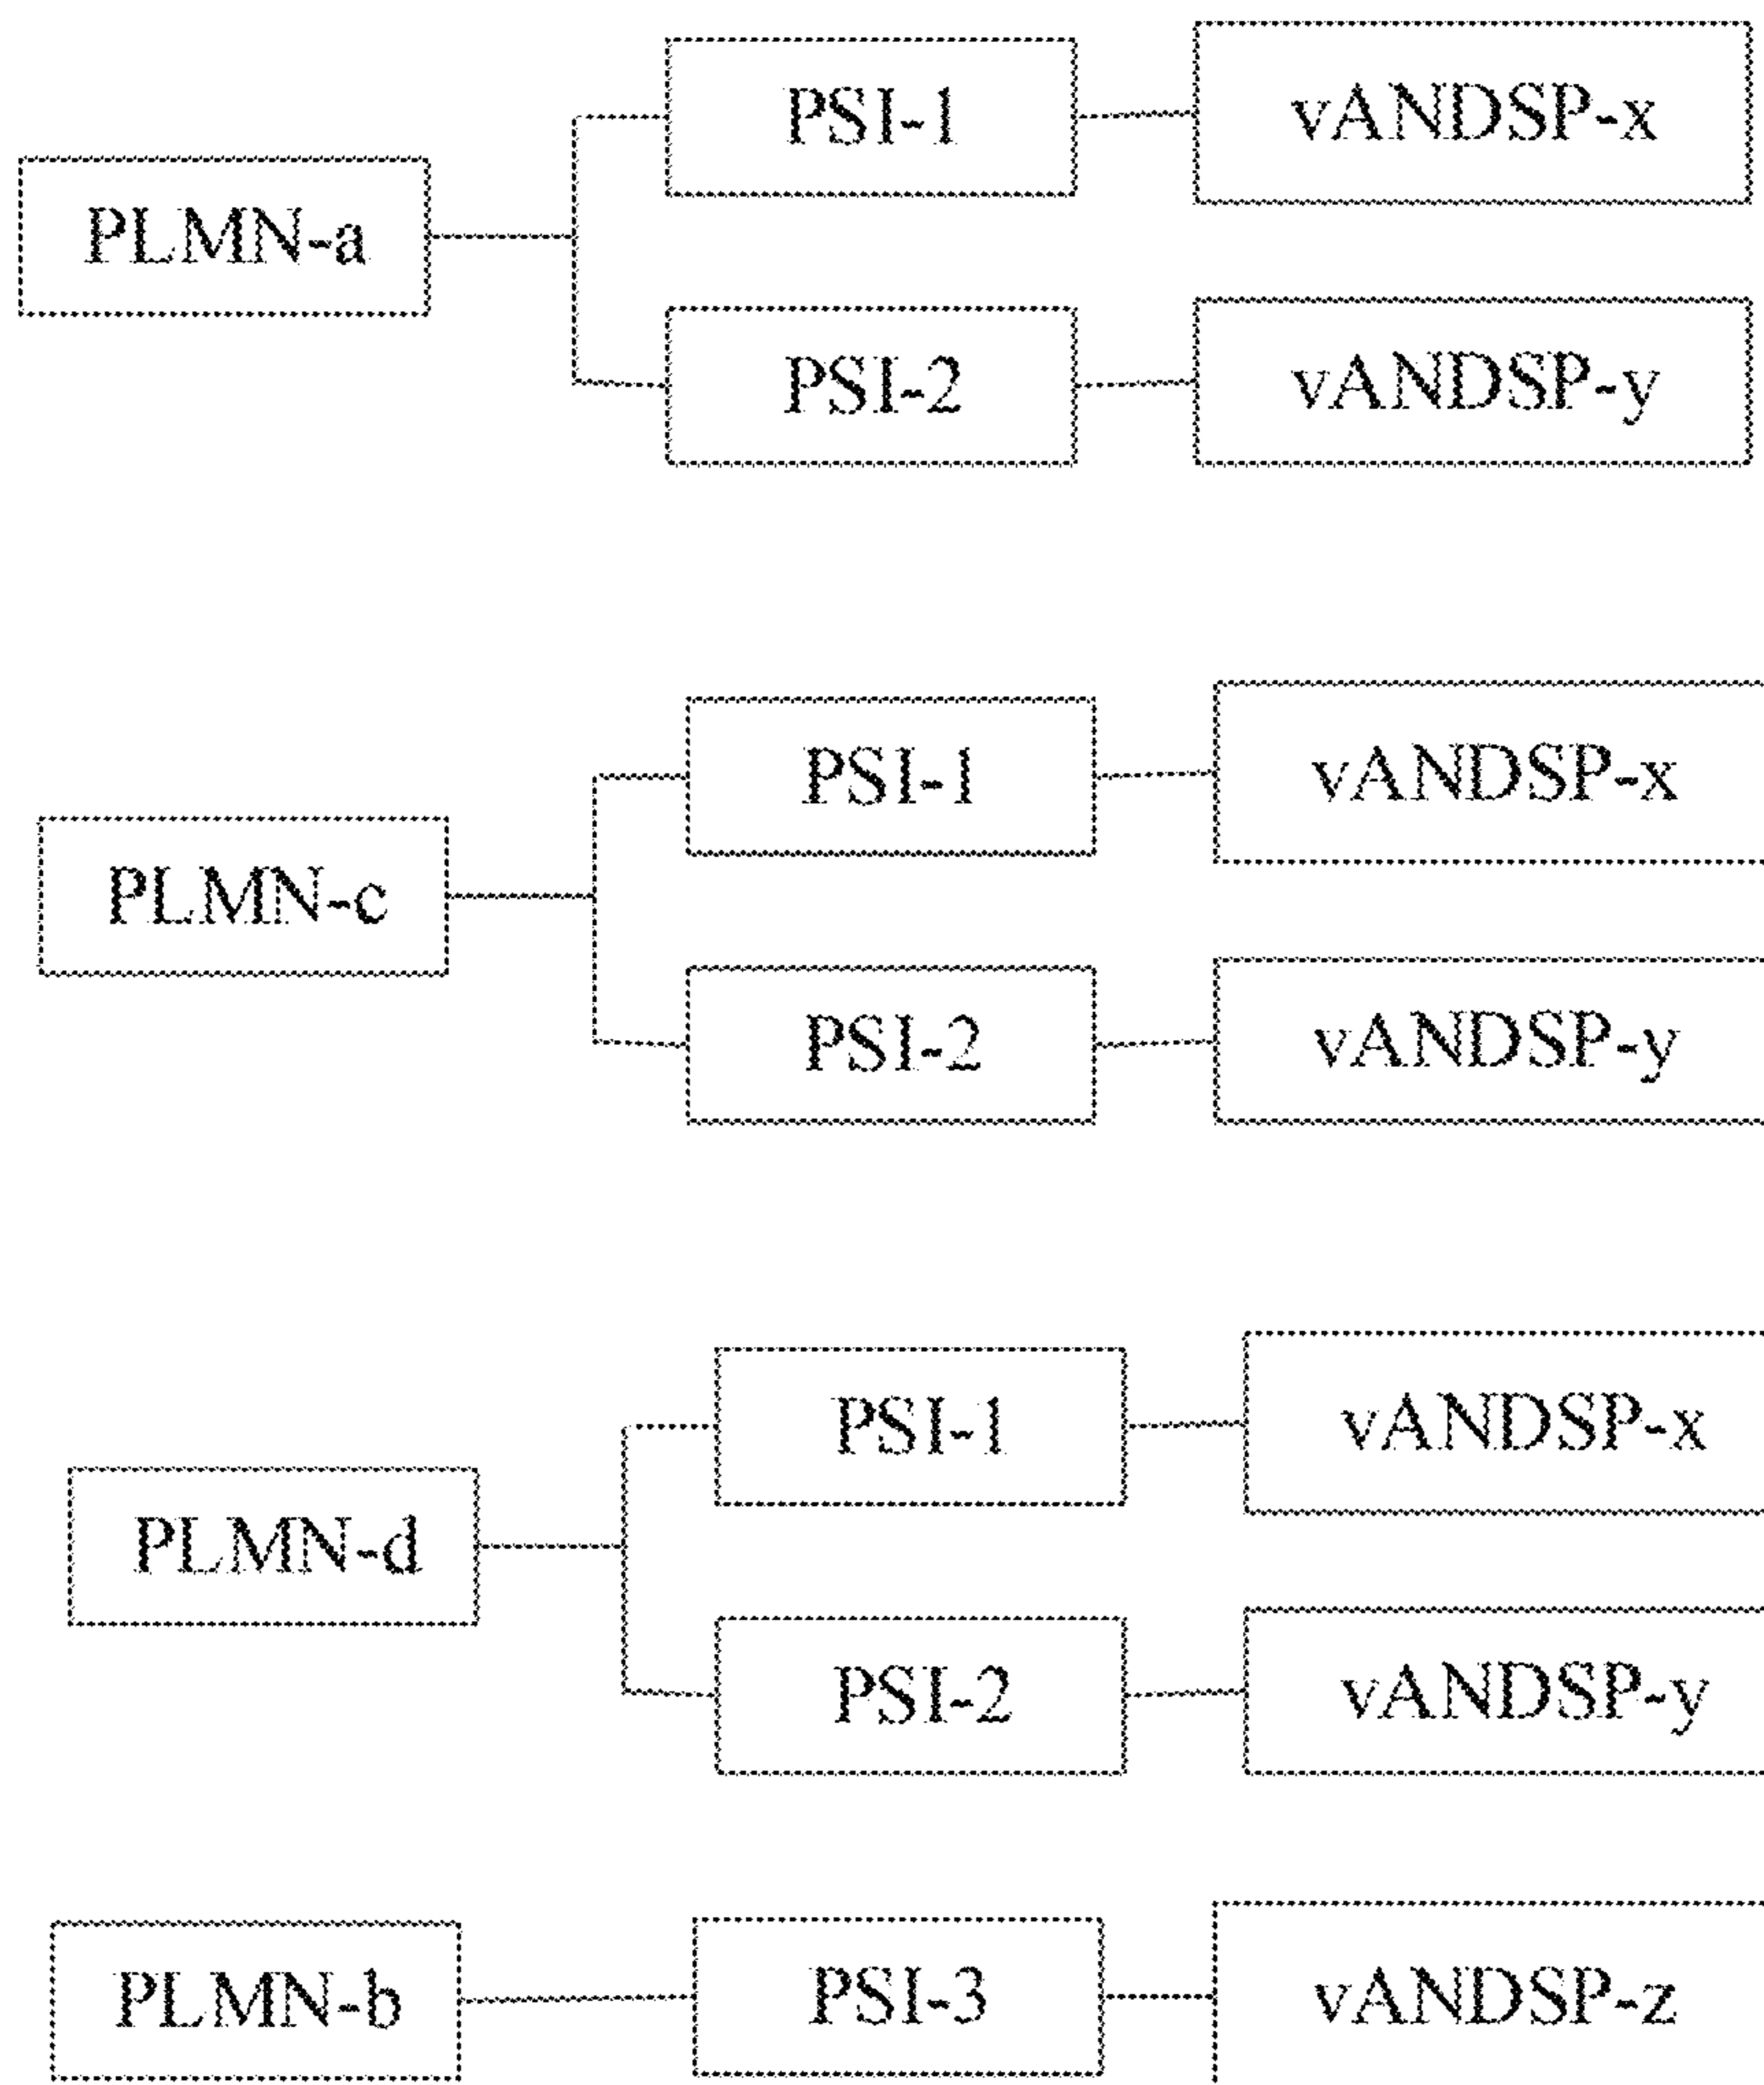 PSI-1
vANDSP-x
PLMN-a
PSI-2
vANDSP-y
PSI-1
vANDSP-x
PLMN-c
PSI-2
vANDSP-y
PSI-1
vANDSP-x
PLMN-d
PSI-2
vANDSP-y
PLMN-b
PSI-3
vANDSP-z